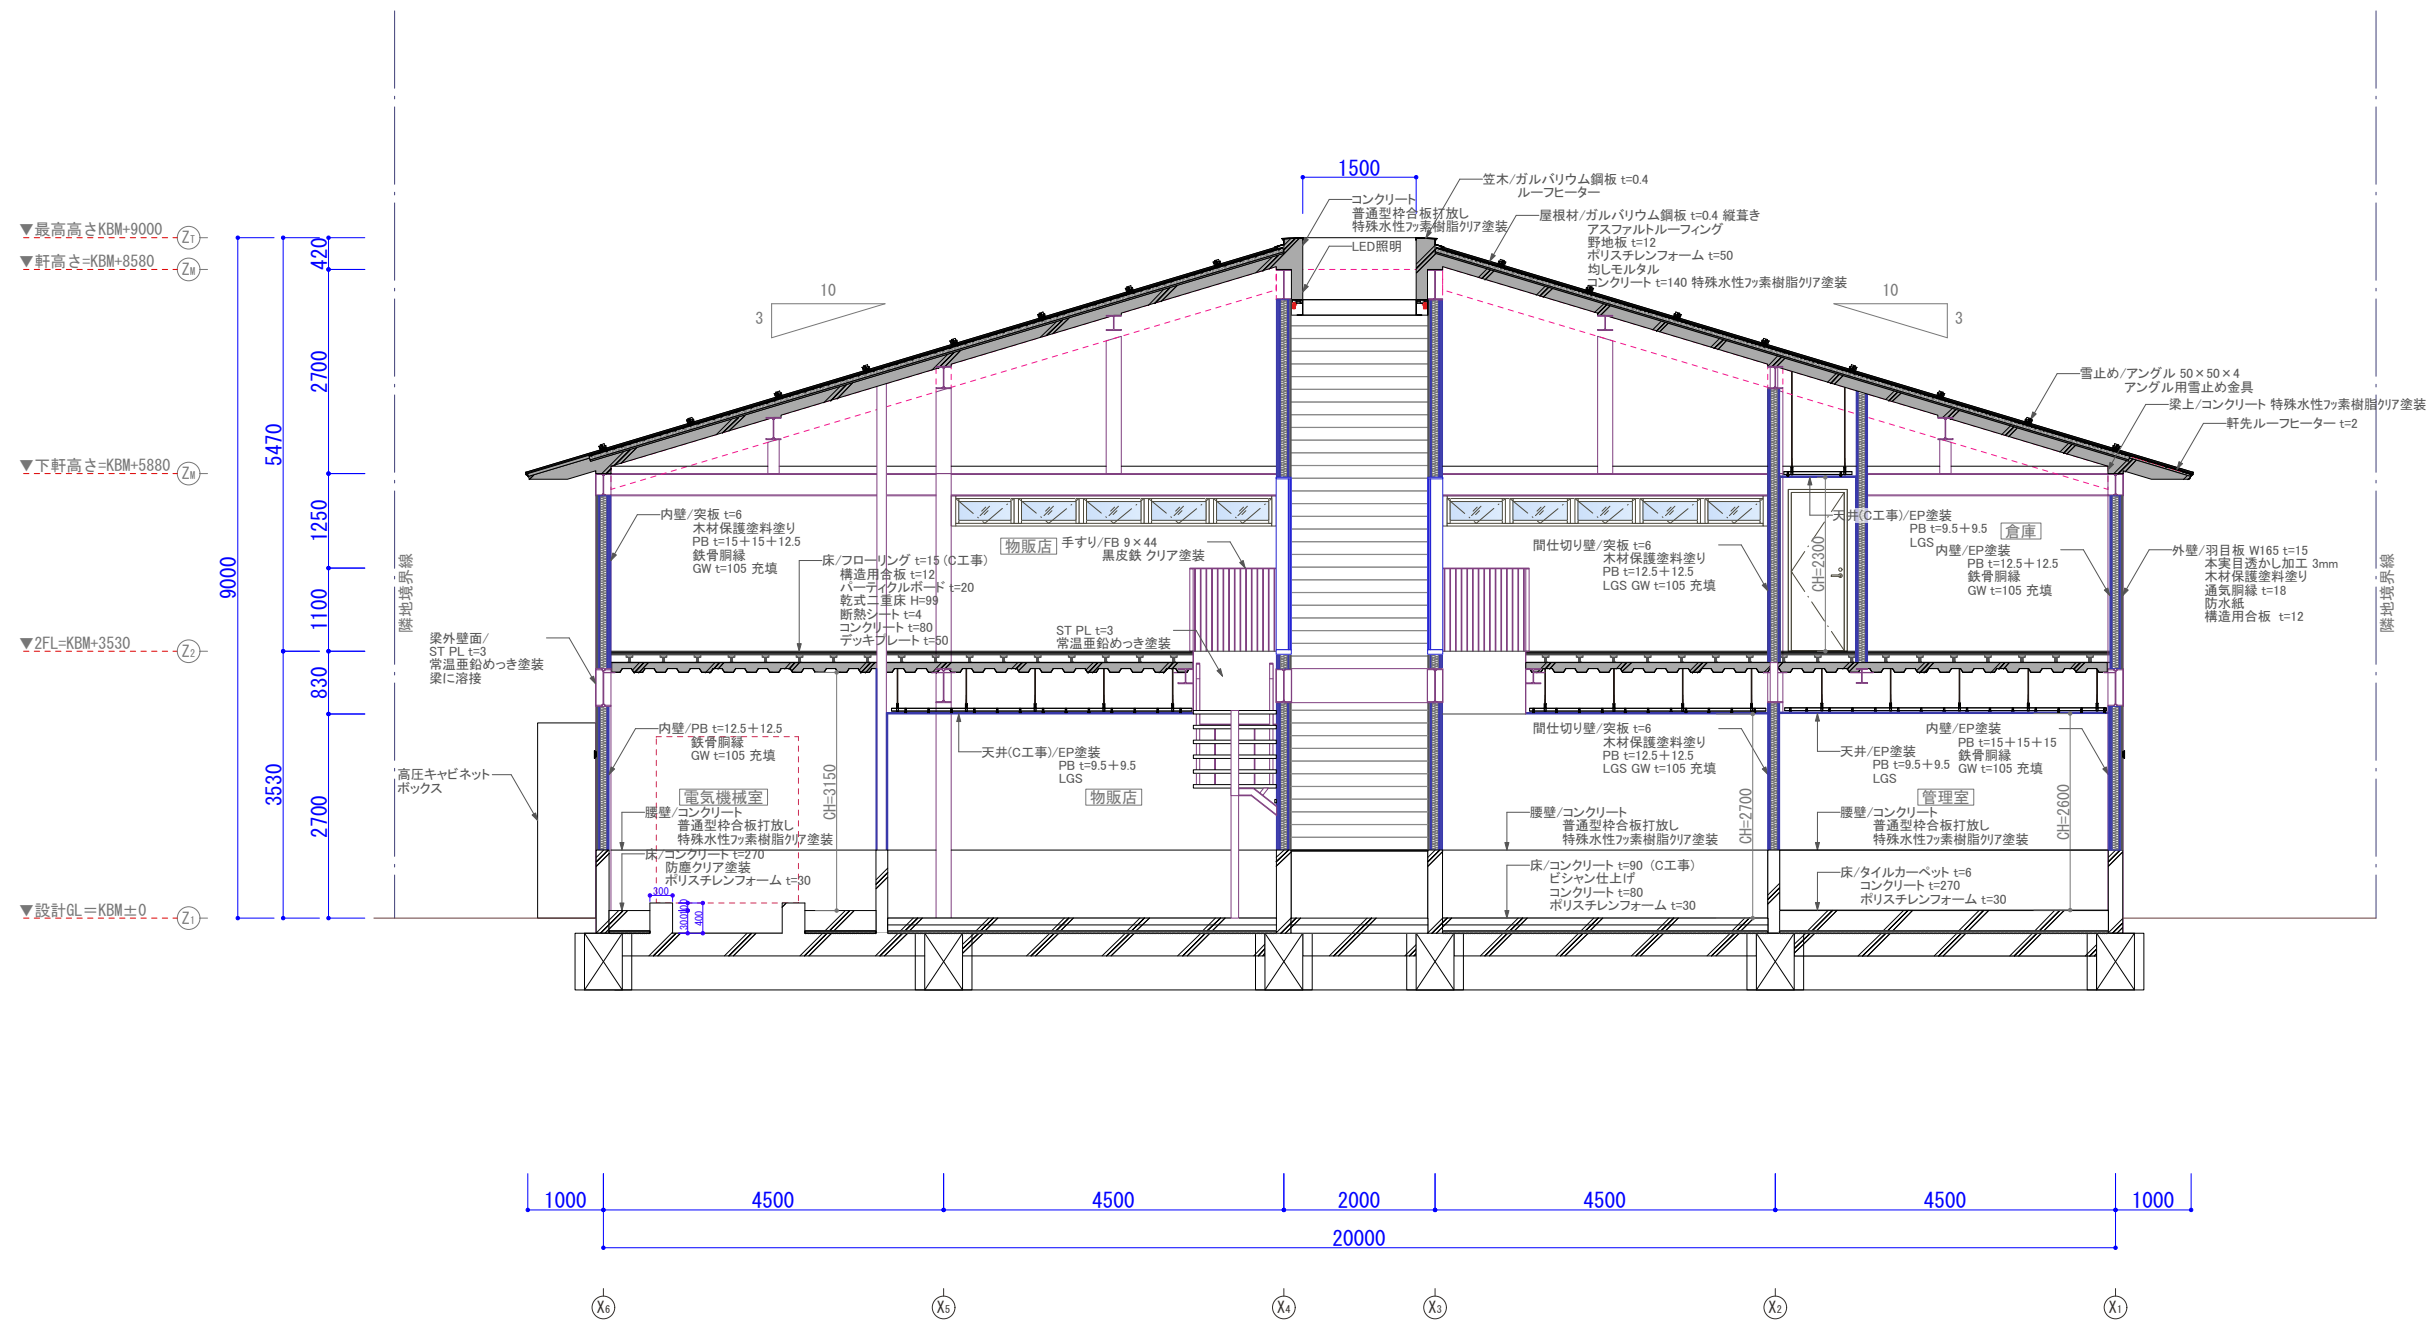 1500
笠木/ガルバリウム鋼板 t=0.4
ルーフヒーター
コンクリート
普通型枠合板打放し
特殊水性フッ素樹脂クリア塗装
LED照明
屋根材/ガルバリウム鋼板 t=0.4 縦葺き
アスファルトルーフィング
野地板 t=12
ポリスチレンフォーム t=50
均しモルタル
コンクリート t=140 特殊水性フッ素樹脂クリア塗装
▼最高高さKBM+9000
ZT
▼軒高さ=KBM+8580
ZM
▼下軒高さ=KBM+5880
ZM
▼2FL=KBM+3530
Z2
▼設計GL=KBM±0
Z1
9000
5470
3530
420
2700
1250
1100
830
2700
隣地境界線
隣地境界線
10
3
10
3
雪止め/アングル 50×50×4
アングル用雪止め金具
梁上/コンクリート 特殊水性フッ素樹脂クリア塗装
軒先ルーフヒーター t=2
内壁/突板 t=6
木材保護塗料塗り
PB t=15+15+12.5
鉄骨胴縁
GW t=105 充填
床/フローリング t=15 (C工事)
構造用合板 t=12
パーティクルボード t=20
乾式二重床 H=99
断熱シート t=4
コンクリート t=80
デッキプレート t=50
物販店
手すり/FB 9×44
黒皮鉄 クリア塗装
ST PL t=3
常温亜鉛めっき塗装
間仕切り壁/突板 t=6
木材保護塗料塗り
PB t=12.5+12.5
LGS GW t=105 充填
CH=2300
天井(C工事)/EP塗装
PB t=9.5+9.5
LGS
倉庫
内壁/EP塗装
PB t=12.5+12.5
鉄骨胴縁
GW t=105 充填
外壁/羽目板 W165 t=15
本実目透かし加工 3mm
木材保護塗料塗り
通気胴縁 t=18
防水紙
構造用合板 t=12
梁外壁面/
ST PL t=3
常温亜鉛めっき塗装
梁に溶接
高圧キャビネット
ボックス
内壁/PB t=12.5+12.5
鉄骨胴縁
GW t=105 充填
電気機械室
CH=3150
腰壁/コンクリート
普通型枠合板打放し
特殊水性フッ素樹脂クリア塗装
床/コンクリート t=270
防塵クリア塗装
ポリスチレンフォーム t=30
300
300
100
400
天井(C工事)/EP塗装
PB t=9.5+9.5
LGS
物販店
間仕切り壁/突板 t=6
木材保護塗料塗り
PB t=12.5+12.5
LGS GW t=105 充填
CH=2700
腰壁/コンクリート
普通型枠合板打放し
特殊水性フッ素樹脂クリア塗装
床/コンクリート t=90 (C工事)
ビシャン仕上げ
コンクリート t=80
ポリスチレンフォーム t=30
天井/EP塗装
PB t=9.5+9.5
LGS
内壁/EP塗装
PB t=15+15+15
鉄骨胴縁
GW t=105 充填
管理室
CH=2600
腰壁/コンクリート
普通型枠合板打放し
特殊水性フッ素樹脂クリア塗装
床/タイルカーペット t=6
コンクリート t=270
ポリスチレンフォーム t=30
1000
4500
4500
2000
4500
4500
1000
20000
X6
X5
X4
X3
X2
X1